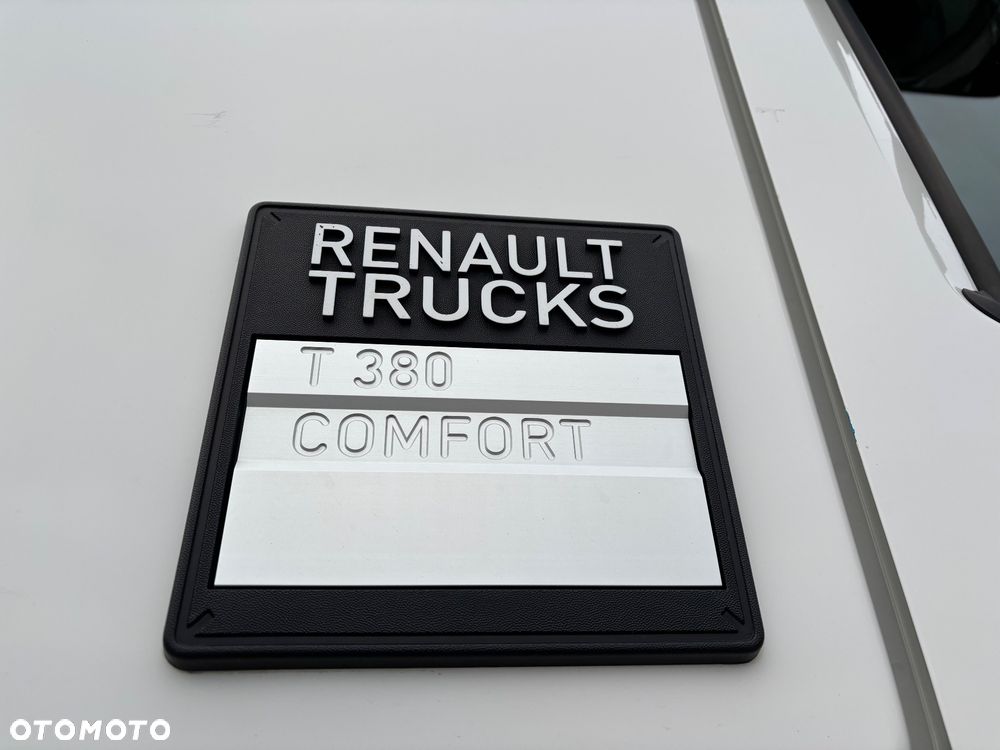 RENAULT
TRUCKS
T 380
COMFORT
OTOMOTO